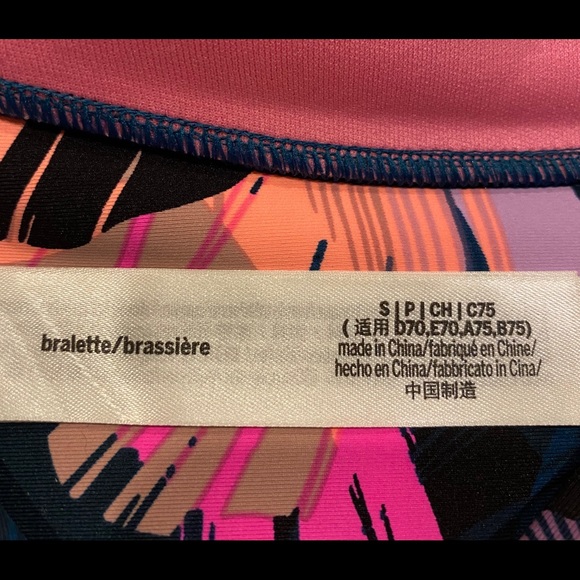 bralette/brassière
S | P | CH | C75
( 适用 D70,E70,A75,B75)
made in China/fabriqué en Chine/
hecho en China/fabbricato in Cina/
中国制造